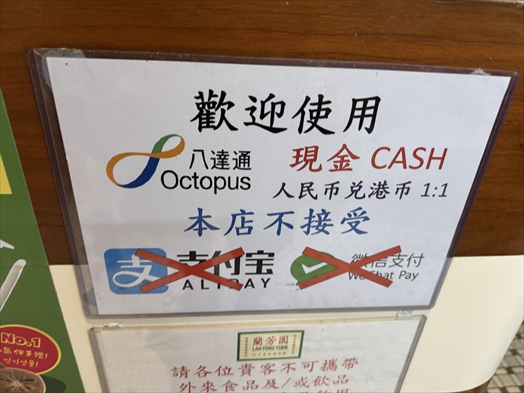 歡迎使用
八達通 現金 CASH
Octopus
人民币兑港币 1:1
本店不接受
支付宝 微信支付
ALIPAY WeChat Pay
蘭芳園
LAN FONG YUEN
請各位貴客不可攜帶
外來食品及/或飲品
No.1